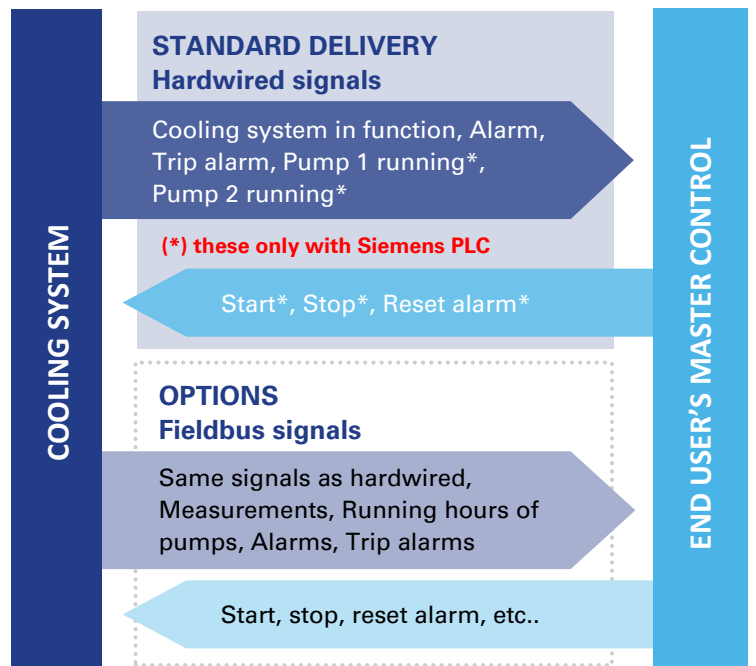 STANDARD DELIVERY
Hardwired signals
Cooling system in function, Alarm,
Trip alarm, Pump 1 running*,
Pump 2 running*
(*) these only with Siemens PLC
Start*, Stop*, Reset alarm*
OPTIONS
Fieldbus signals
Same signals as hardwired,
Measurements, Running hours of
pumps, Alarms, Trip alarms
Start, stop, reset alarm, etc..
COOLING SYSTEM
END USER’S MASTER CONTROL